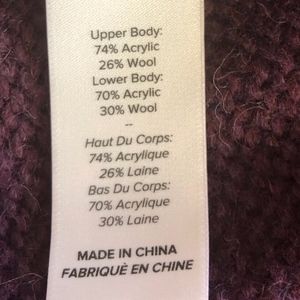 Upper Body:
74% Acrylic
26% Wool
Lower Body:
70% Acrylic
30% Wool
--
Haut Du Corps:
74% Acrylique
26% Laine
Bas Du Corps:
70% Acrylique
30% Laine
MADE IN CHINA
FABRIQUÈ EN CHINE